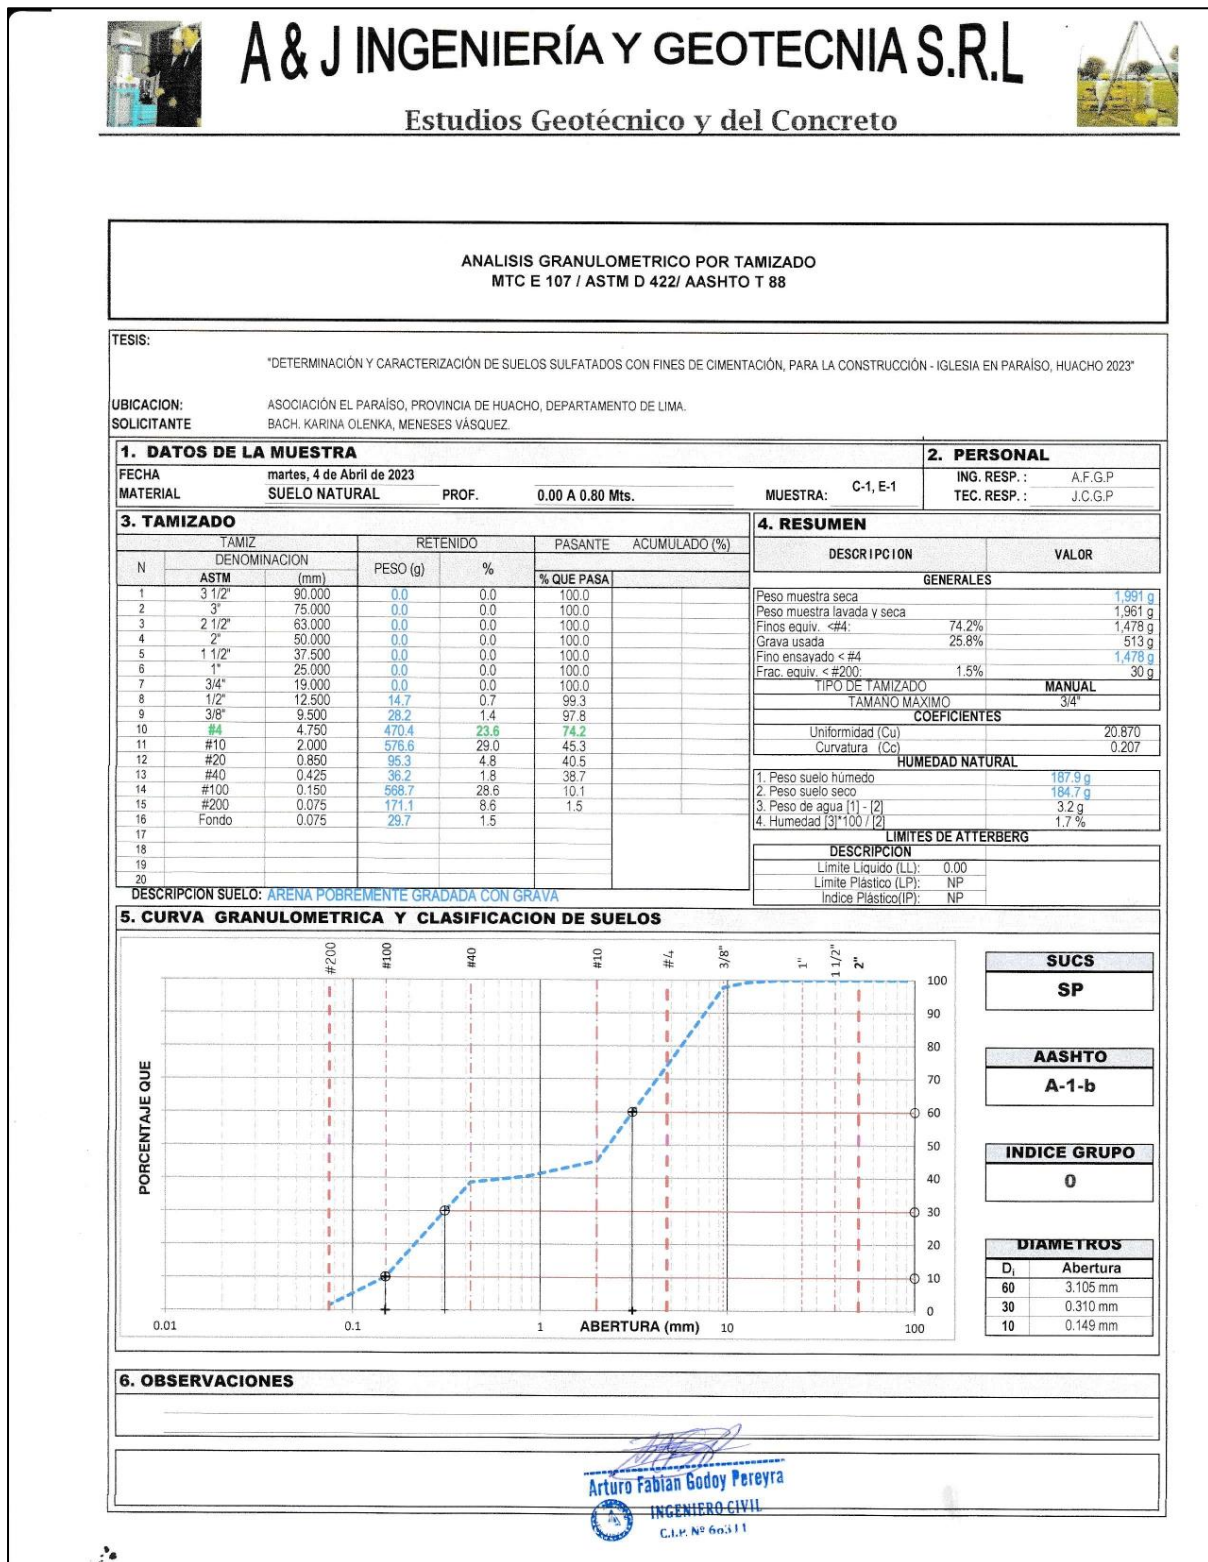 A & J INGENIERÍA Y GEOTECNIA S.R.L
Estudios Geotécnico y del Concreto
ANALISIS GRANULOMETRICO POR TAMIZADO
MTC E 107 / ASTM D 422/ AASHTO T 88
TESIS:
"DETERMINACIÓN Y CARACTERIZACIÓN DE SUELOS SULFATADOS CON FINES DE CIMENTACIÓN, PARA LA CONSTRUCCIÓN - IGLESIA EN PARAÍSO, HUACHO 2023"
UBICACION: ASOCIACIÓN EL PARAÍSO, PROVINCIA DE HUACHO, DEPARTAMENTO DE LIMA.
SOLICITANTE BACH. KARINA OLENKA, MENESES VÁSQUEZ.
1. DATOS DE LA MUESTRA
FECHA martes, 4 de Abril de 2023
MATERIAL SUELO NATURAL PROF. 0.00 A 0.80 Mts. MUESTRA: C-1, E-1
2. PERSONAL
ING. RESP. : A.F.G.P
TEC. RESP. : J.C.G.P
3. TAMIZADO
TAMIZ RETENIDO PASANTE ACUMULADO (%)
N DENOMINACION PESO (g) %
ASTM (mm) % QUE PASA
1 3 1/2" 90.000 0.0 0.0 100.0
2 3" 75.000 0.0 0.0 100.0
3 2 1/2" 63.000 0.0 0.0 100.0
4 2" 50.000 0.0 0.0 100.0
5 1 1/2" 37.500 0.0 0.0 100.0
6 1" 25.000 0.0 0.0 100.0
7 3/4" 19.000 0.0 0.0 100.0
8 1/2" 12.500 14.7 0.7 99.3
9 3/8" 9.500 28.2 1.4 97.8
10 #4 4.750 470.4 23.6 74.2
11 #10 2.000 576.6 29.0 45.3
12 #20 0.850 95.3 4.8 40.5
13 #40 0.425 36.2 1.8 38.7
14 #100 0.150 568.7 28.6 10.1
15 #200 0.075 171.1 8.6 1.5
16 Fondo 0.075 29.7 1.5
17
18
19
20
DESCRIPCION SUELO: ARENA POBREMENTE GRADADA CON GRAVA
4. RESUMEN
DESCRIPCION VALOR
GENERALES
Peso muestra seca 1,991 g
Peso muestra lavada y seca 1,961 g
Finos equiv. <#4: 74.2% 1,478 g
Grava usada 25.8% 513 g
Fino ensayado < #4 1,478 g
Frac. equiv. < #200: 1.5% 30 g
TIPO DE TAMIZADO MANUAL
TAMAÑO MAXIMO 3/4"
COEFICIENTES
Uniformidad (Cu) 20.870
Curvatura (Cc) 0.207
HUMEDAD NATURAL
1. Peso suelo húmedo 187.9 g
2. Peso suelo seco 184.7 g
3. Peso de agua [1] - [2] 3.2 g
4. Humedad [3]*100 / [2] 1.7 %
LIMITES DE ATTERBERG
DESCRIPCION
Limite Liquido (LL): 0.00
Limite Plástico (LP): NP
Indice Plástico(IP): NP
5. CURVA GRANULOMETRICA Y CLASIFICACION DE SUELOS
#200 #100 #40 #10 #4 3/8" 1" 1 1/2" 2"
PORCENTAJE QUE
100
90
80
70
60
50
40
30
20
10
0
0.01 0.1 1 10 100
ABERTURA (mm)
SUCS
SP
AASHTO
A-1-b
INDICE GRUPO
0
DIAMETROS
Di Abertura
60 3.105 mm
30 0.310 mm
10 0.149 mm
6. OBSERVACIONES
Arturo Fabian Godoy Pereyra
INGENIERO CIVIL
C.I.P. Nº 60311